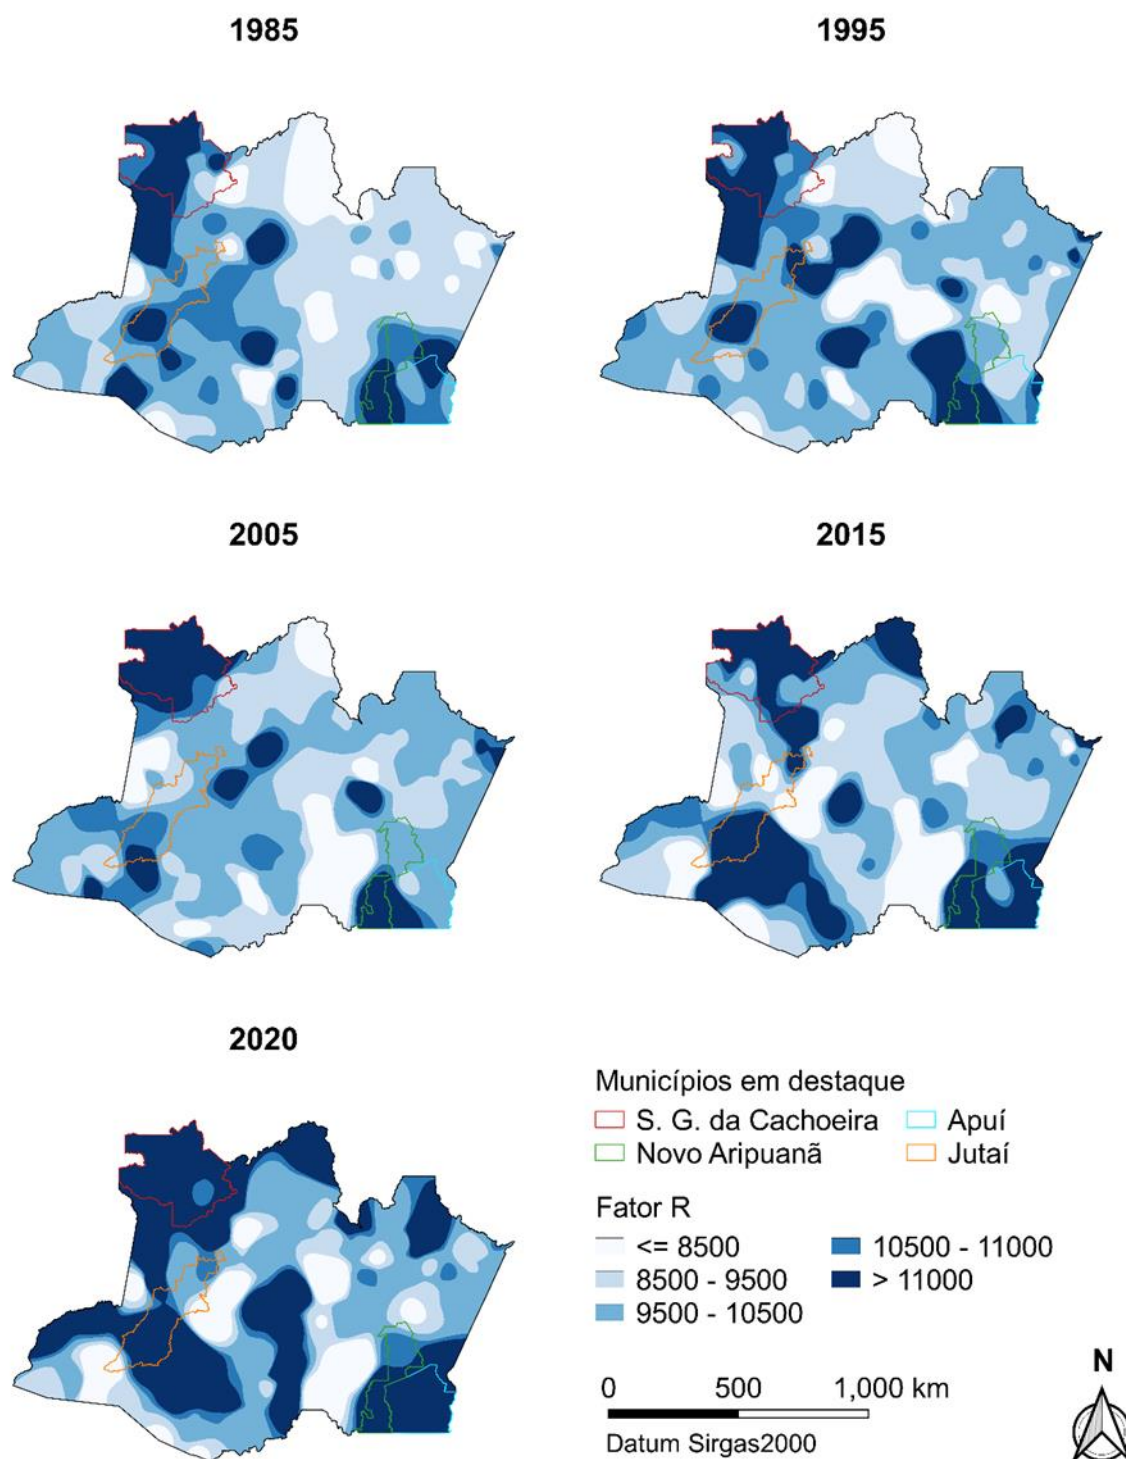 1985
1995
2005
2015
2020
Municípios em destaque
S. G. da Cachoeira
Apuí
Novo Aripuanã
Jutaí
Fator R
<= 8500
10500 - 11000
8500 - 9500
> 11000
9500 - 10500
0 500 1,000 km
Datum Sirgas2000
N